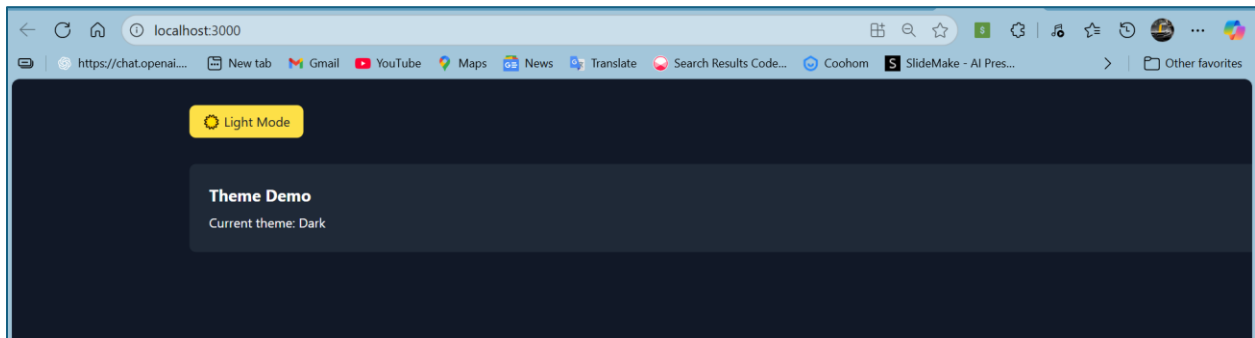 localhost:3000
https://chat.openai.... New tab Gmail YouTube Maps News Translate Search Results Code... Coohom SlideMake - AI Pres... Other favorites
Light Mode
Theme Demo
Current theme: Dark